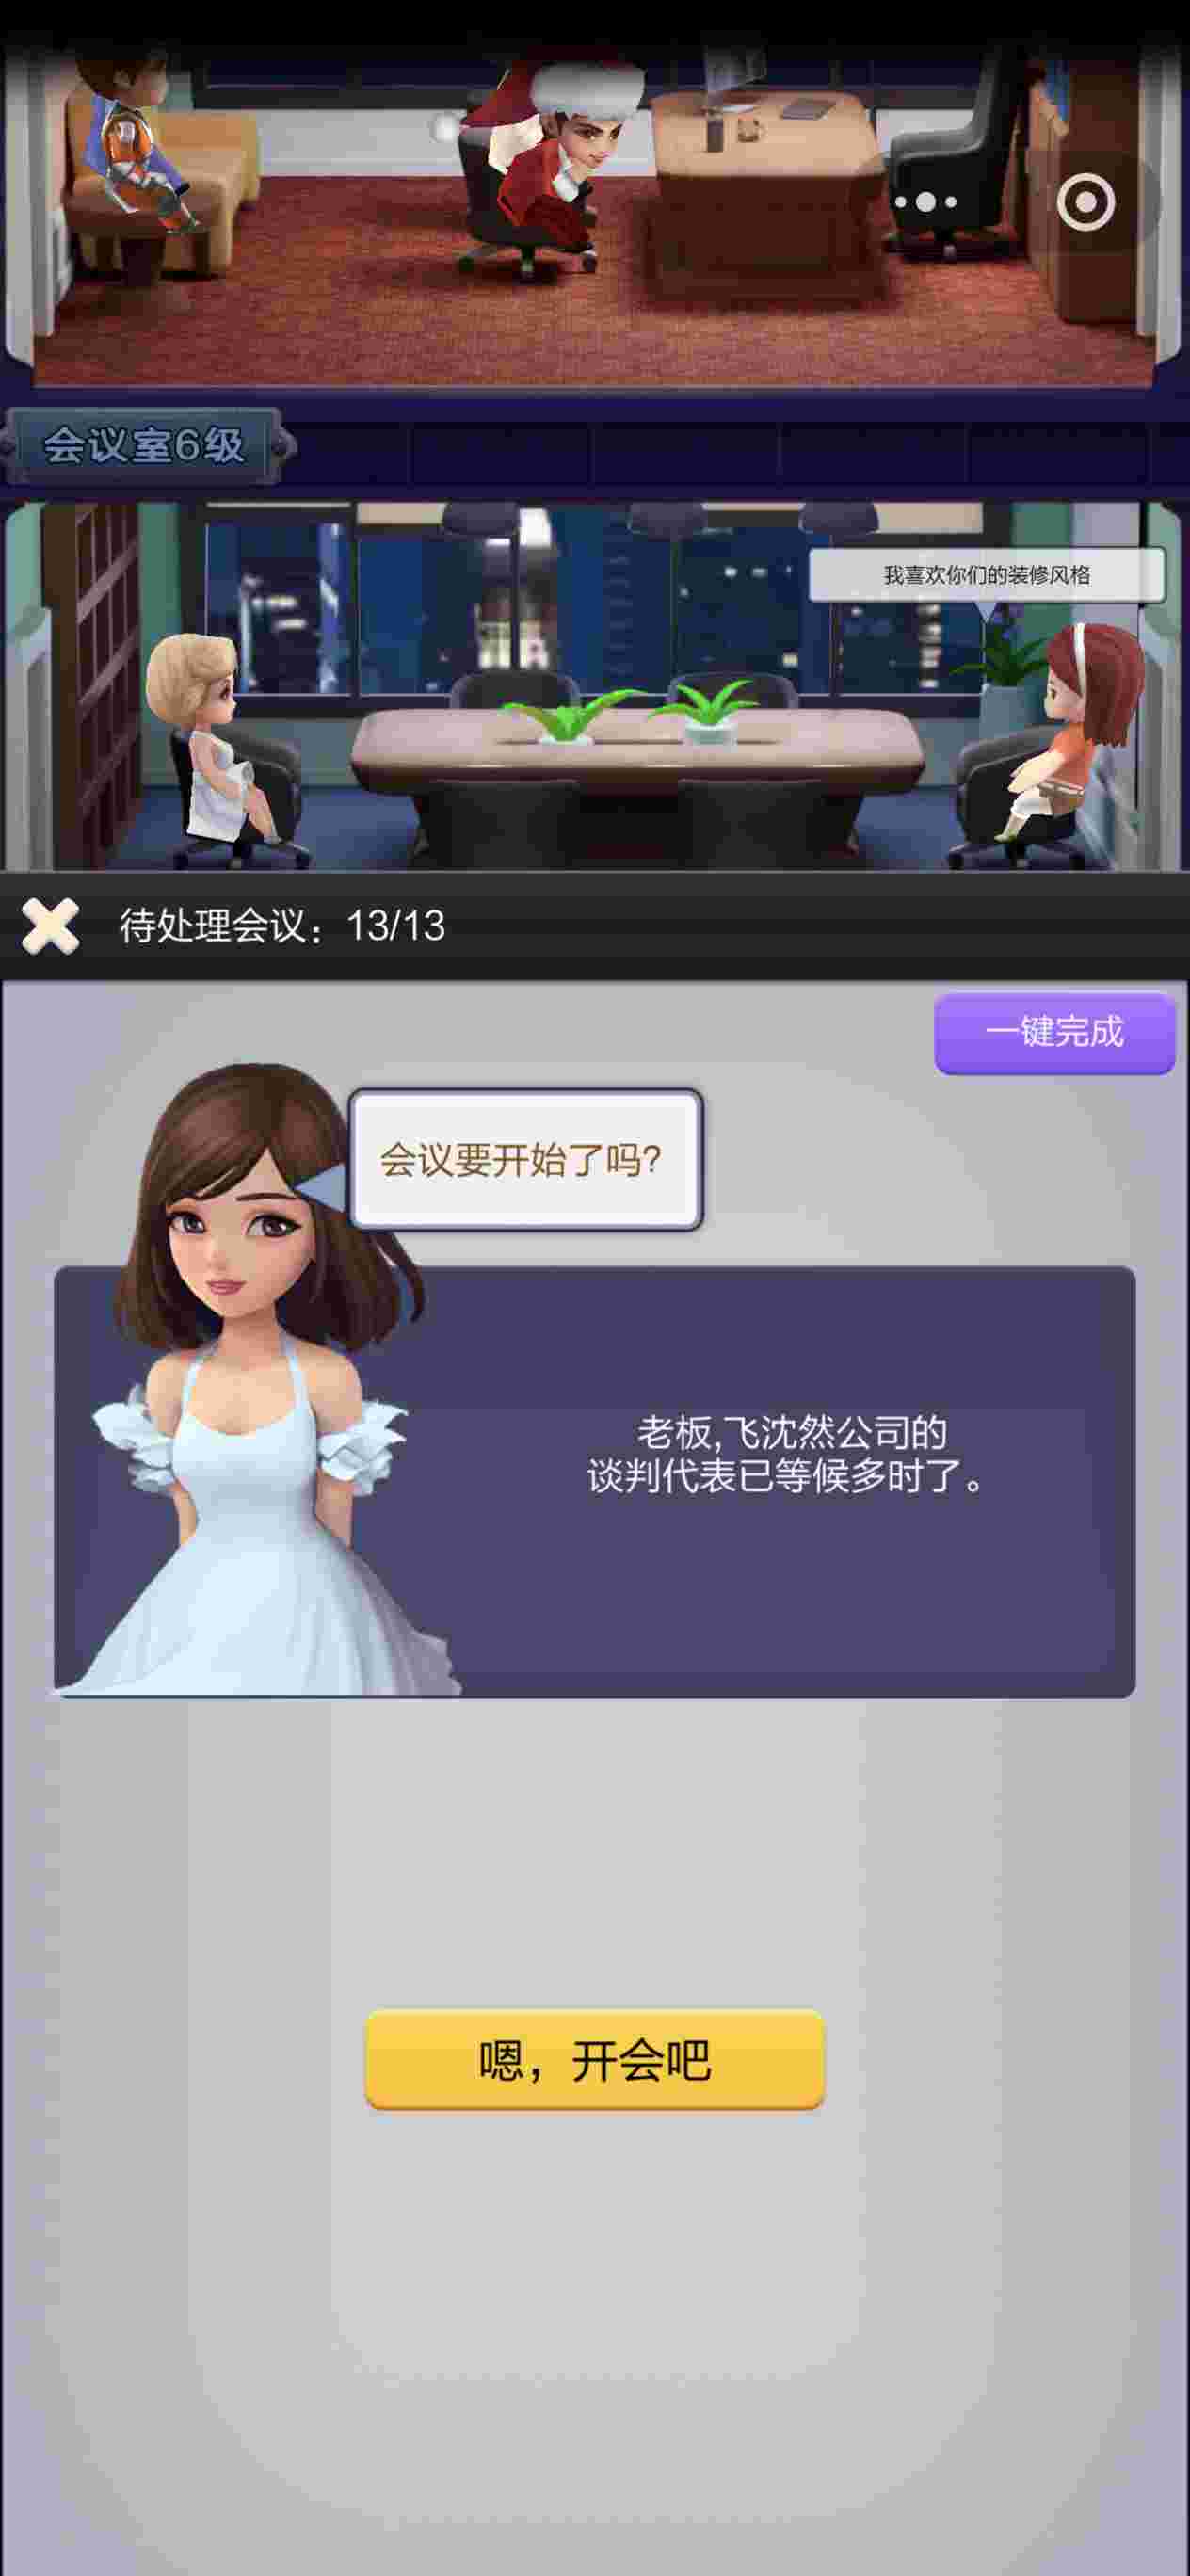 会议室6级
我喜欢你们的装修风格
待处理会议：13/13
一键完成
会议要开始了吗?
老板,飞沈然公司的
谈判代表已等候多时了。
嗯，开会吧